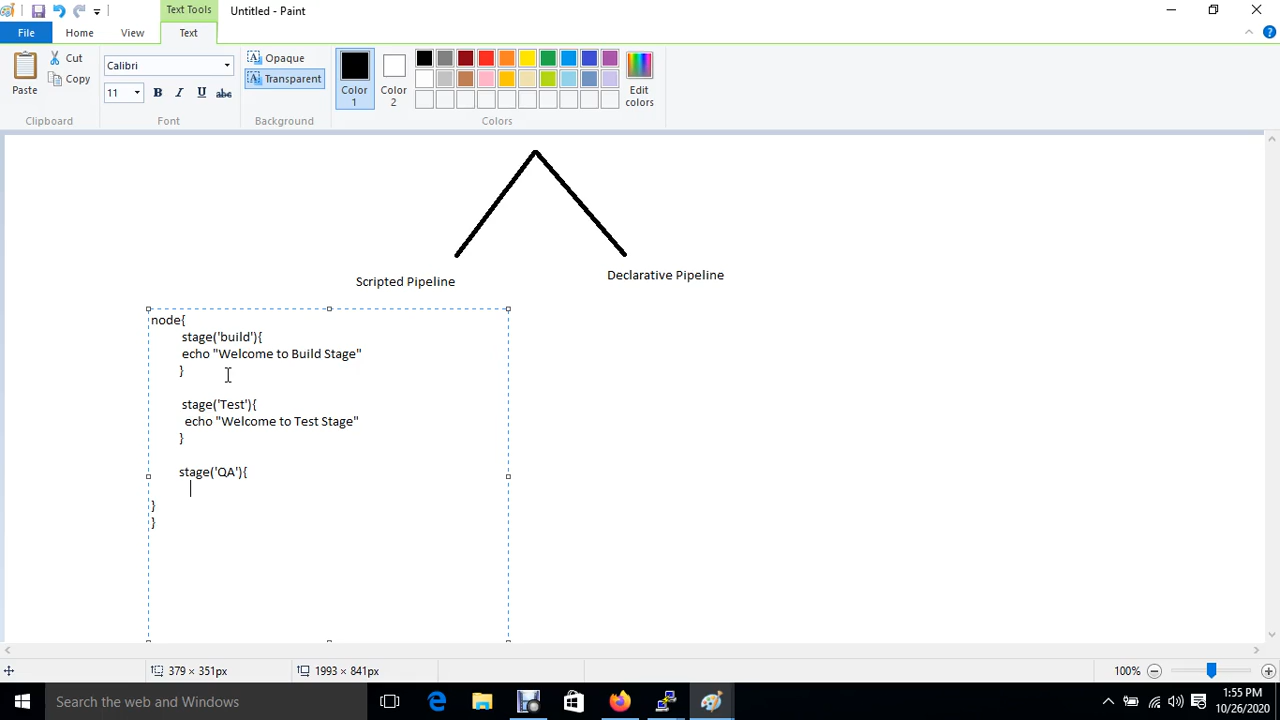 Text Tools
Untitled - Paint
File
Home
View
Text
Paste
Cut
Copy
Calibri
11
B
I
U
abc
Opaque
Transparent
Color
1
Color
2
Edit
colors
Clipboard
Font
Background
Colors
Scripted Pipeline
Declarative Pipeline
node{
stage('build'){
echo "Welcome to Build Stage"
}
stage('Test'){
echo "Welcome to Test Stage"
}
stage('QA'){
}
}
379 × 351px
1993 × 841px
100%
Search the web and Windows
1:55 PM
10/26/2020